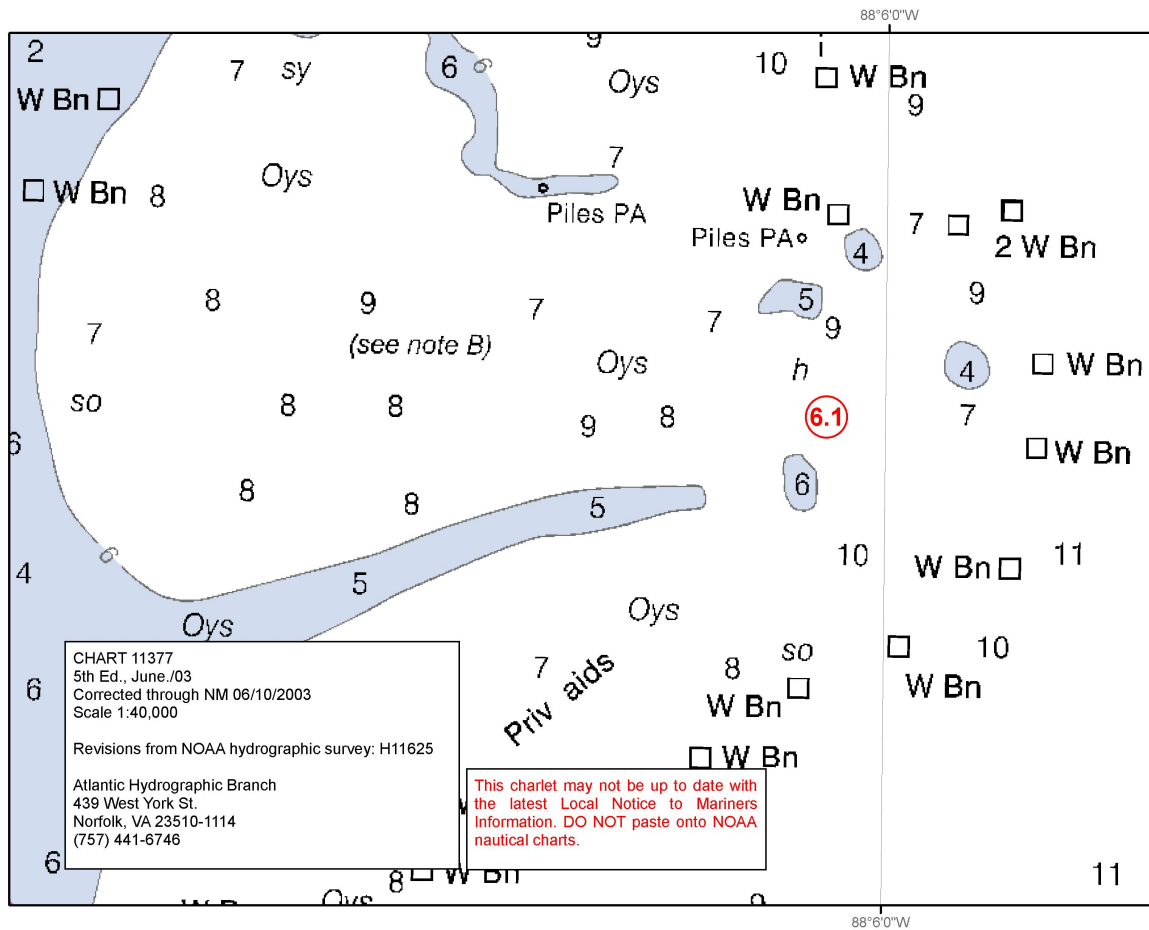 88°6'0"W
2
7
sy
6
6
9
Oys
10
W Bn
9
W Bn
W Bn
8
Oys
7
Piles PA
W Bn
Piles PA
4
7
2 W Bn
9
8
9
7
7
5
9
7
(see note B)
Oys
h
4
W Bn
so
8
8
9
8
6.1
7
W Bn
6
8
8
5
6
6
10
W Bn
11
4
5
Oys
Oys
so
10
W Bn
6
7
Priv aids
8
W Bn
W Bn
CHART 11377
5th Ed., June./03
Corrected through NM 06/10/2003
Scale 1:40,000
Revisions from NOAA hydrographic survey: H11625
Atlantic Hydrographic Branch
439 West York St.
Norfolk, VA 23510-1114
(757) 441-6746
This charlet may not be up to date with
the latest Local Notice to Mariners
Information. DO NOT paste onto NOAA
nautical charts.
6
8
W Bn
Oys
9
11
88°6'0"W